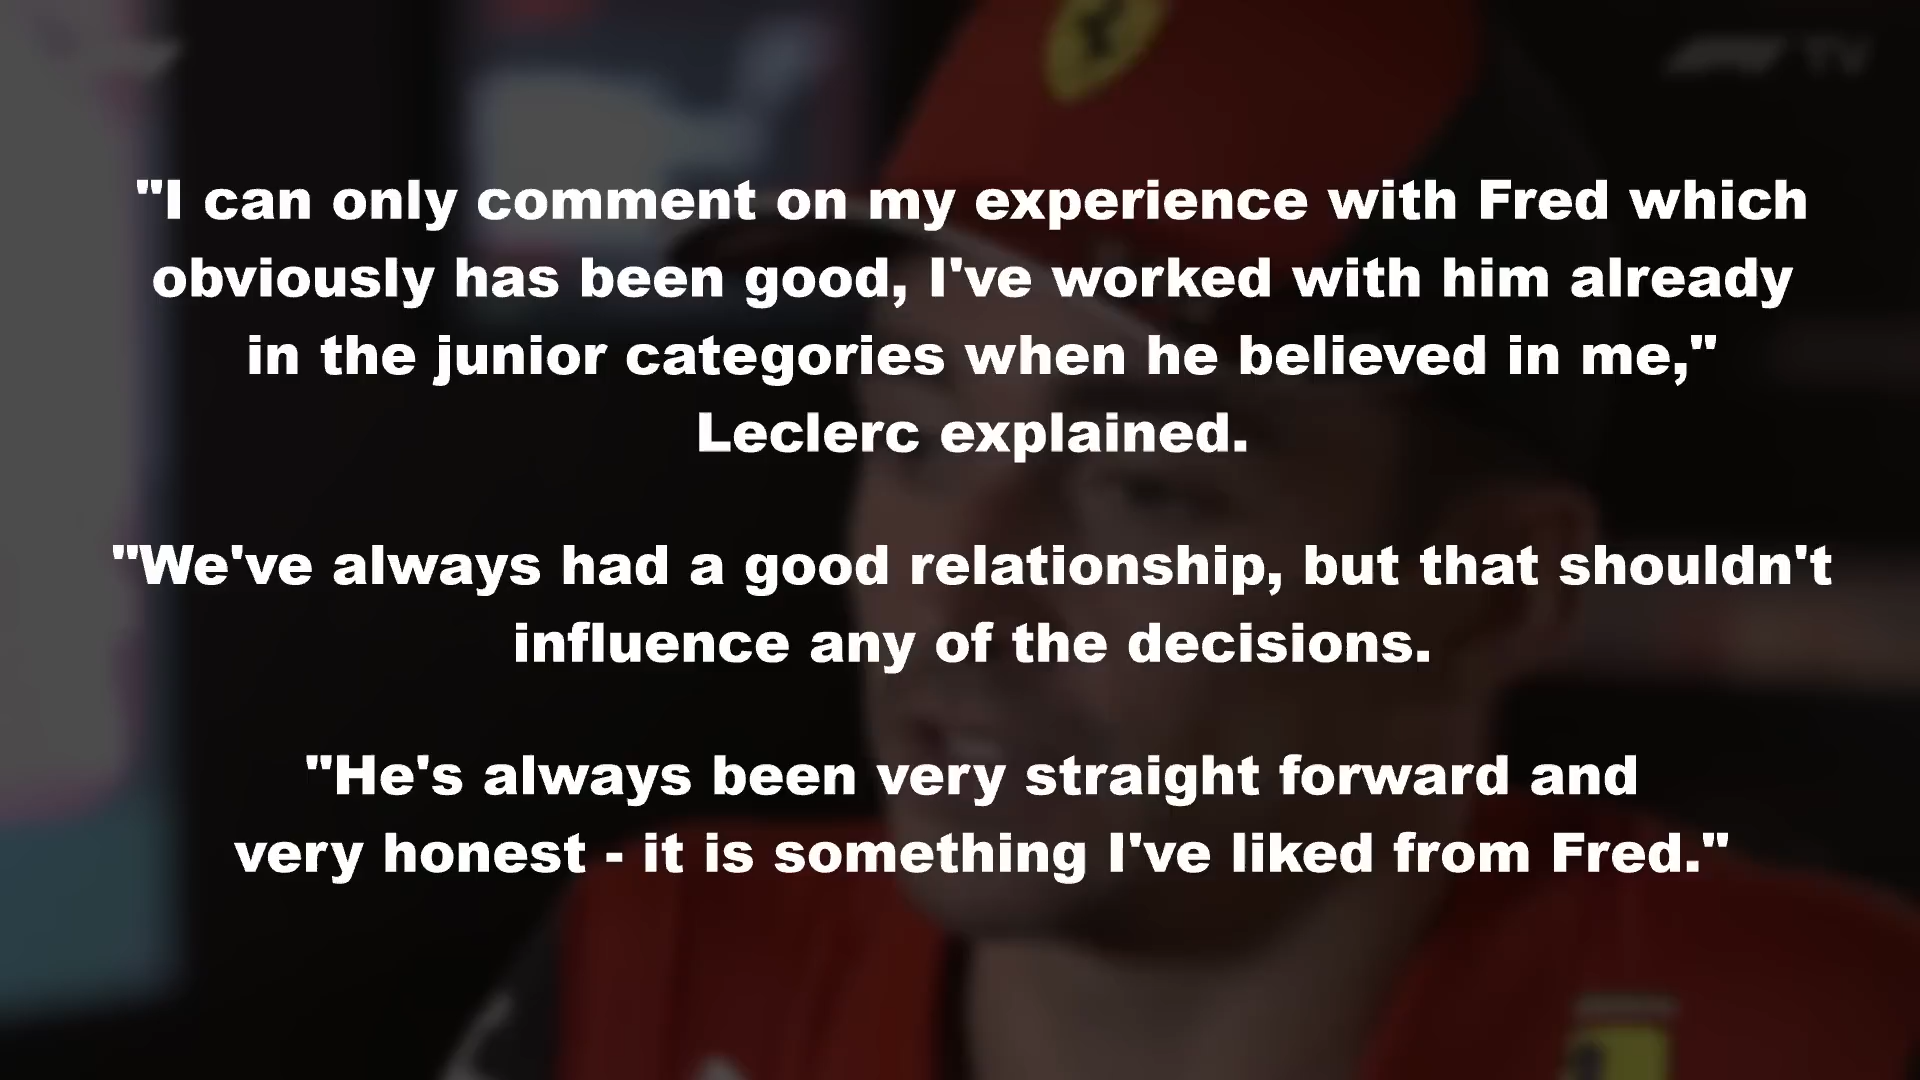 TV
"I can only comment on my experience with Fred which
obviously has been good, I've worked with him already
in the junior categories when he believed in me,"
Leclerc explained.
"We've always had a good relationship, but that shouldn't
influence any of the decisions.
"He's always been very straight forward and
very honest - it is something I've liked from Fred."